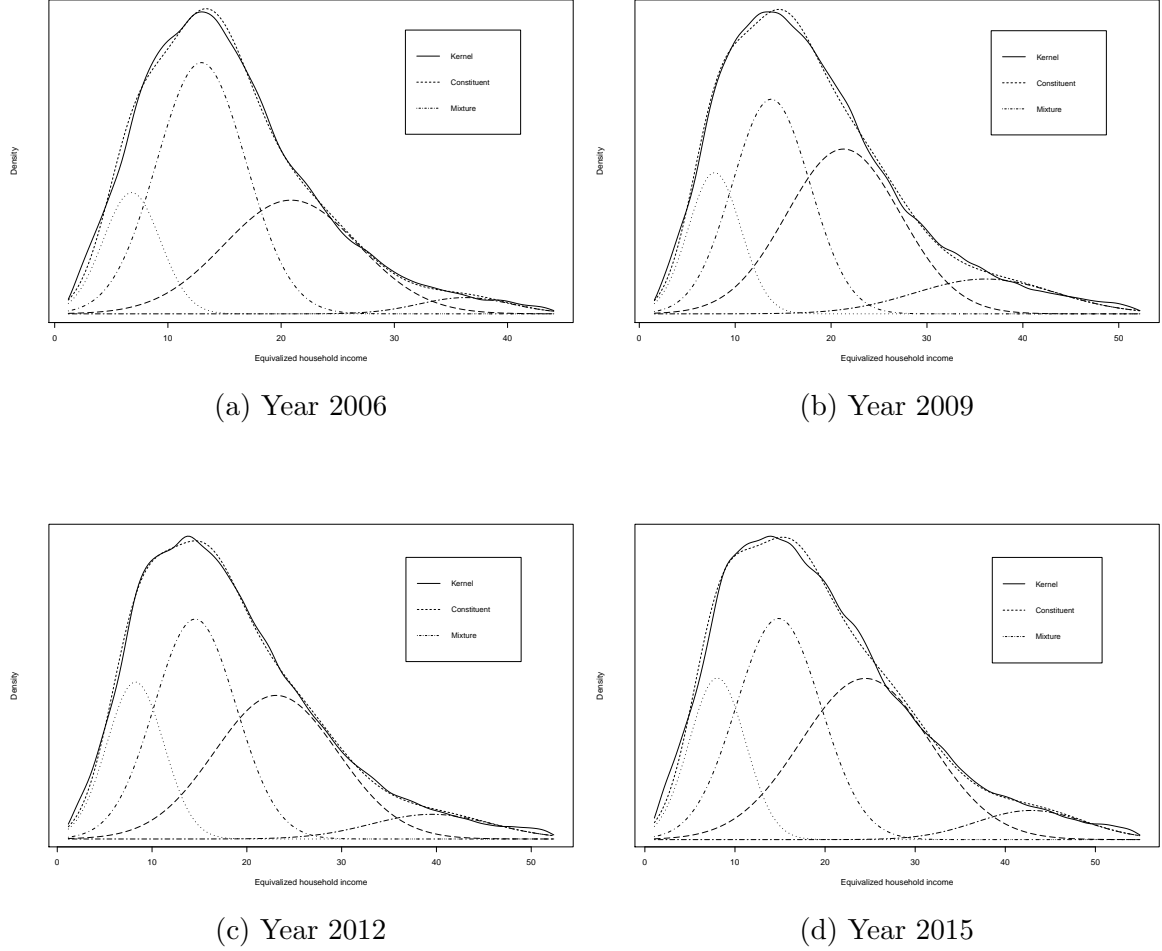 Density
Kernel
Constituent
Mixture
0 10 20 30 40
Equivalized household income
(a) Year 2006
Density
Kernel
Constituent
Mixture
0 10 20 30 40 50
Equivalized household income
(b) Year 2009
Density
Kernel
Constituent
Mixture
0 10 20 30 40 50
Equivalized household income
(c) Year 2012
Density
Kernel
Constituent
Mixture
0 10 20 30 40 50
Equivalized household income
(d) Year 2015